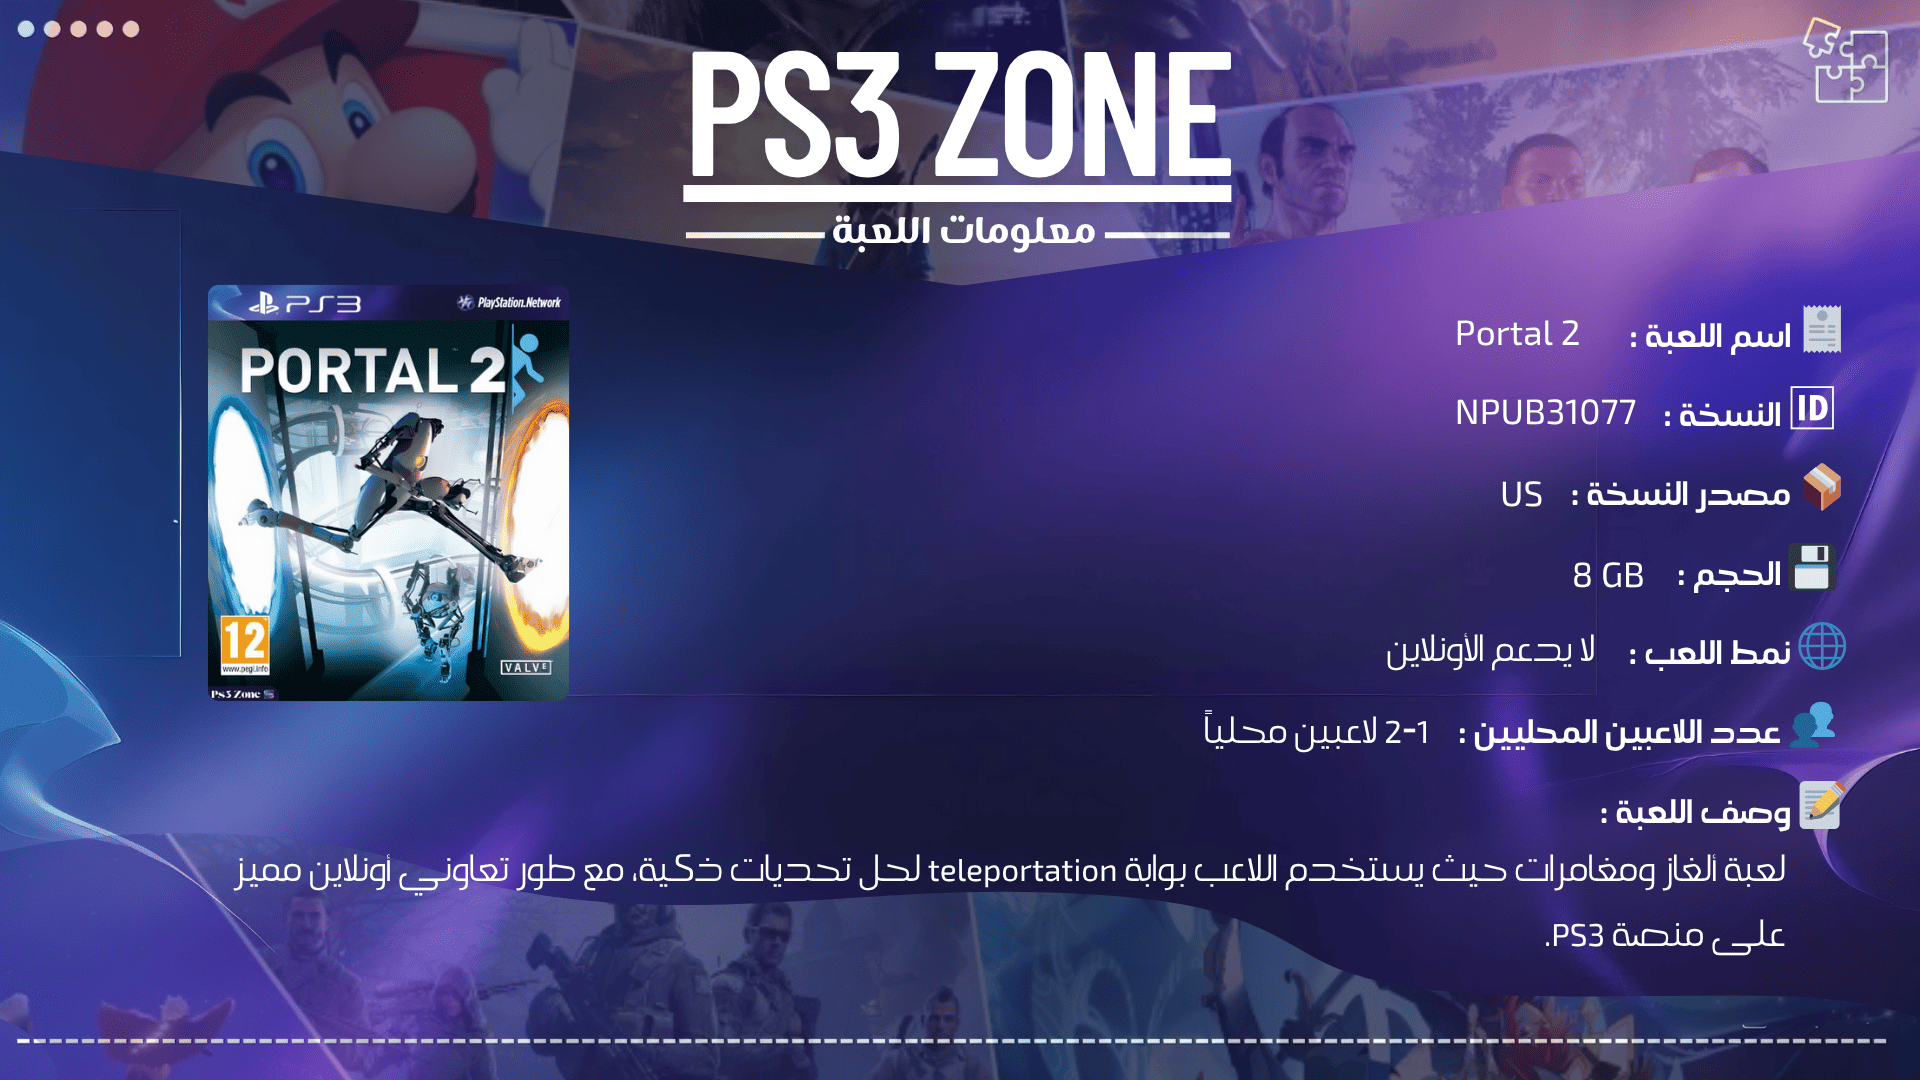 PS3 ZONE
معلومات اللعبة
PS3 PlayStation.Network
PORTAL 2
12
www.pegi.info
VALVE
Ps3 Zone
اسم اللعبة : Portal 2
ID النسخة : NPUB31077
مصدر النسخة : US
الحجم : 8 GB
نمط اللعب : لا يدعم الأونلاين
عدد اللاعبين المحليين : 1-2 لاعبين محلياً
وصف اللعبة :
لعبة ألغاز ومغامرات حيث يستخدم اللاعب بوابة teleportation لحل تحديات ذكية، مع طور تعاوني أونلاين مميز
على منصة PS3.